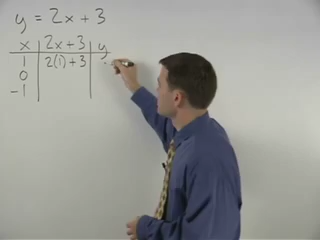 y = 2x + 3
x 2x+3 y
1 2(1)+3
0
-1